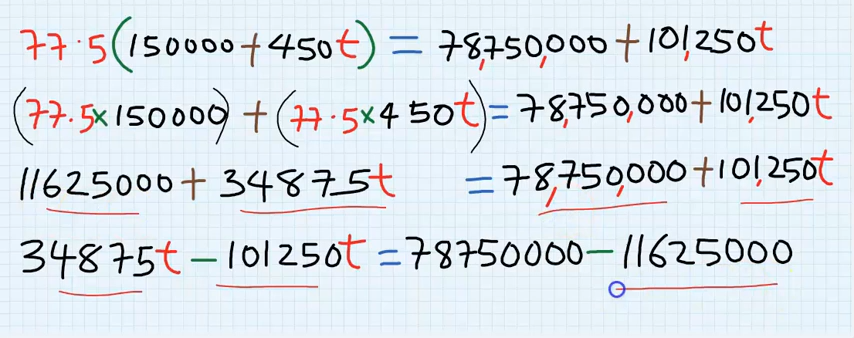 77.5(150000+450t) = 78,750,000+101,250t
(77.5×150000)+(77.5×450t)=78,750,000+101,250t
11625000+34875t =78,750,000+101,250t
34875t-101250t=78750000-11625000